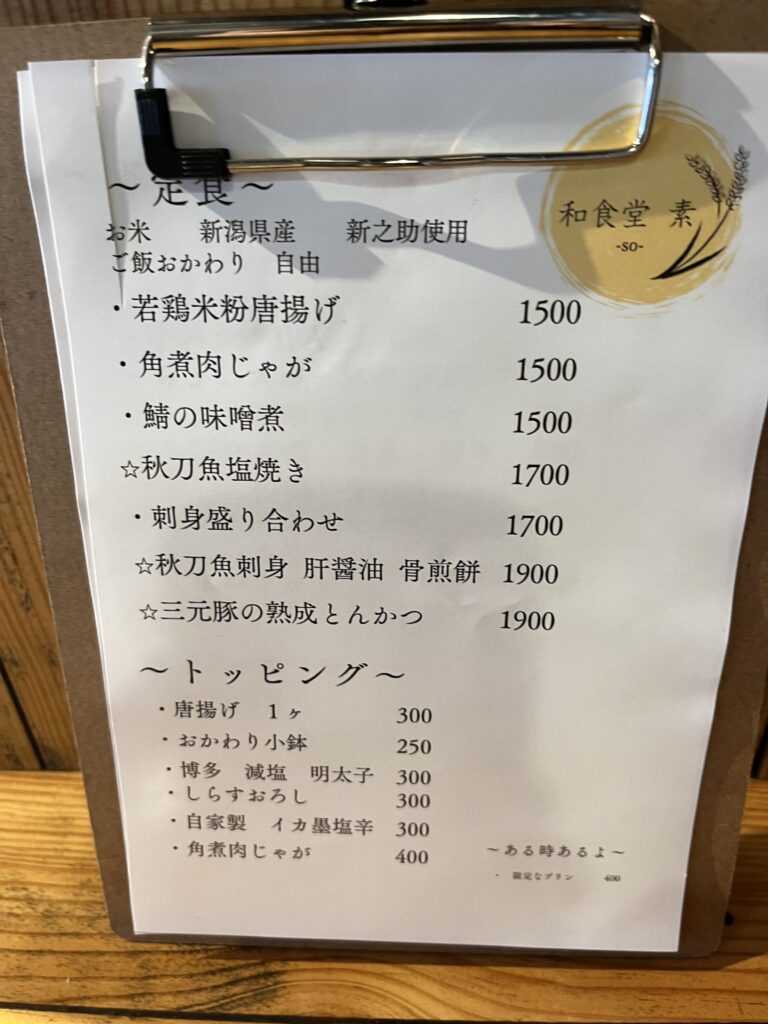 ～定食～
和食堂 素
-so-
お米 新潟県産 新之助使用
ご飯おかわり 自由
・若鶏米粉唐揚げ 1500
・角煮肉じゃが 1500
・鯖の味噌煮 1500
☆秋刀魚塩焼き 1700
・刺身盛り合わせ 1700
☆秋刀魚刺身 肝醤油 骨煎餅 1900
☆三元豚の熟成とんかつ 1900
～トッピング～
・唐揚げ 1ヶ 300
・おかわり小鉢 250
・博多 減塩 明太子 300
・しらすおろし 300
・自家製 イカ墨塩辛 300
・角煮肉じゃが 400
～ある時あるよ～
・ 限定なプリン 400